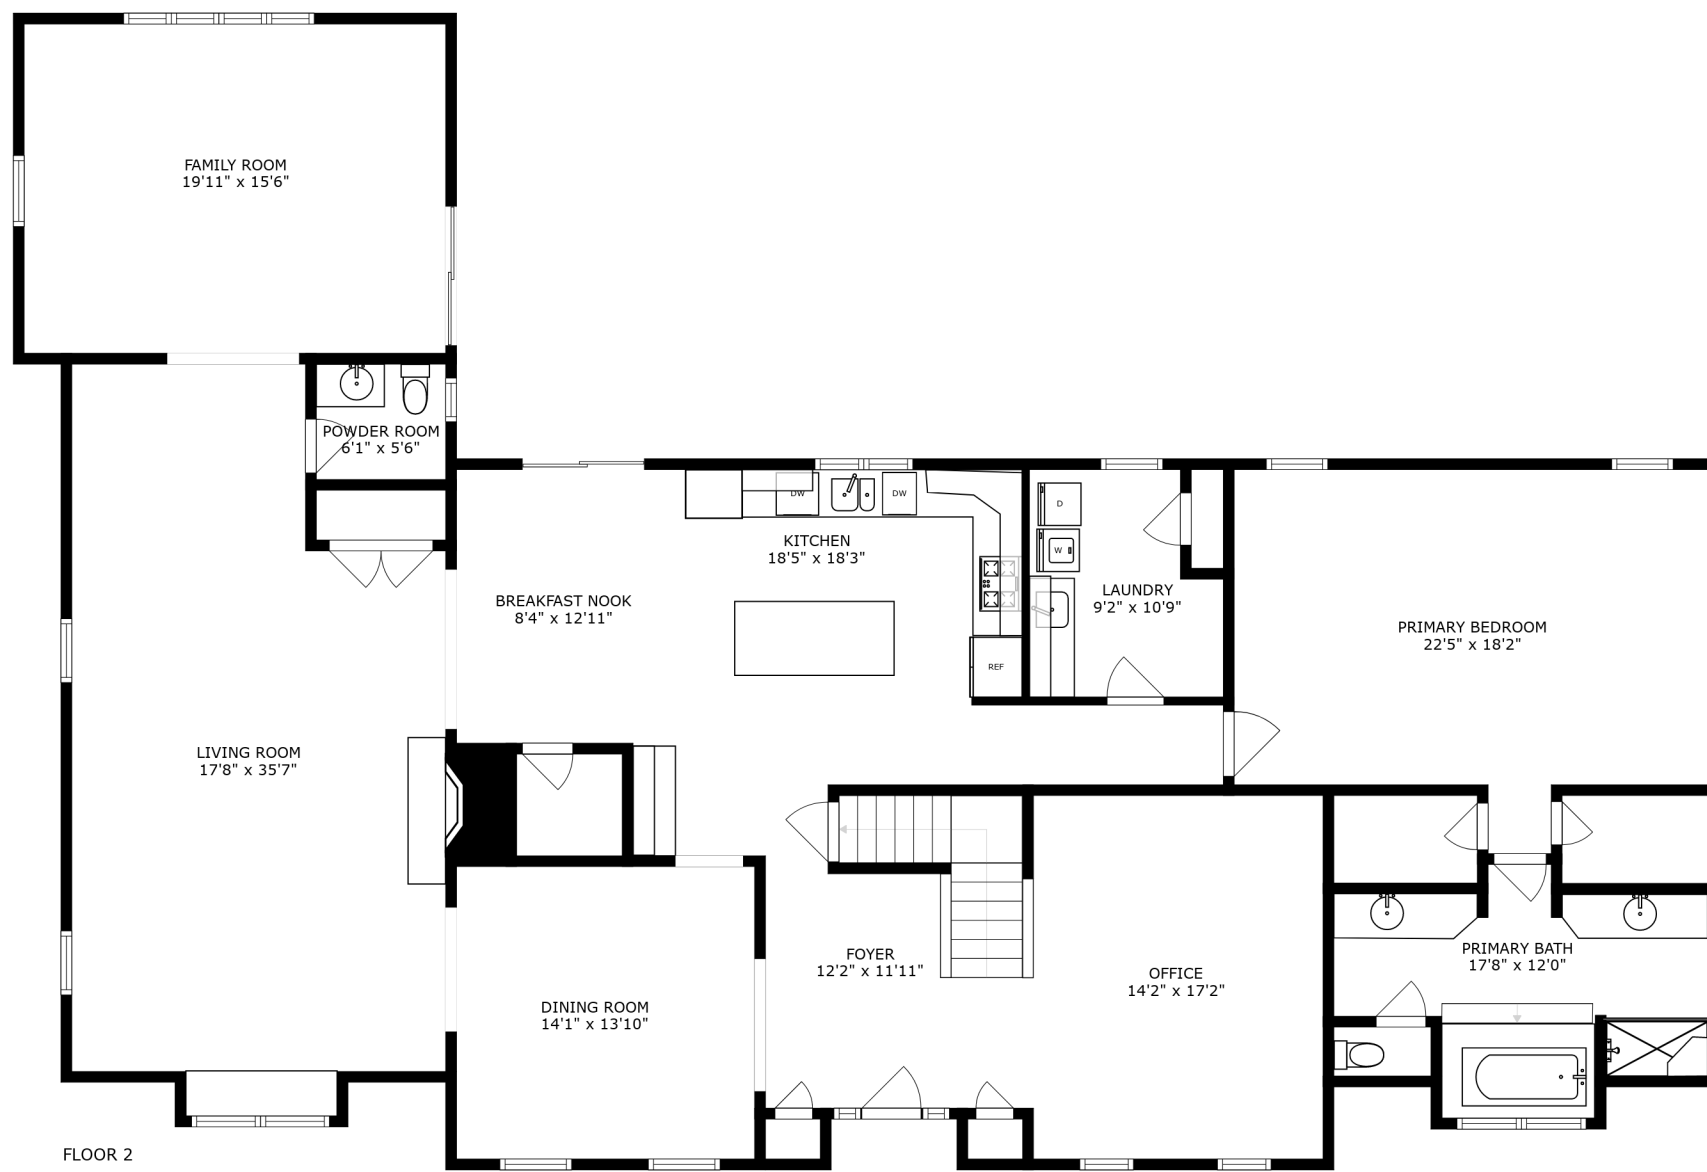 FAMILY ROOM
19'11" x 15'6"
POWDER ROOM
6'1" x 5'6"
DW
DW
KITCHEN
18'5" x 18'3"
D
W
LAUNDRY
9'2" x 10'9"
BREAKFAST NOOK
8'4" x 12'11"
REF
PRIMARY BEDROOM
22'5" x 18'2"
LIVING ROOM
17'8" x 35'7"
FOYER
12'2" x 11'11"
OFFICE
14'2" x 17'2"
PRIMARY BATH
17'8" x 12'0"
DINING ROOM
14'1" x 13'10"
FLOOR 2